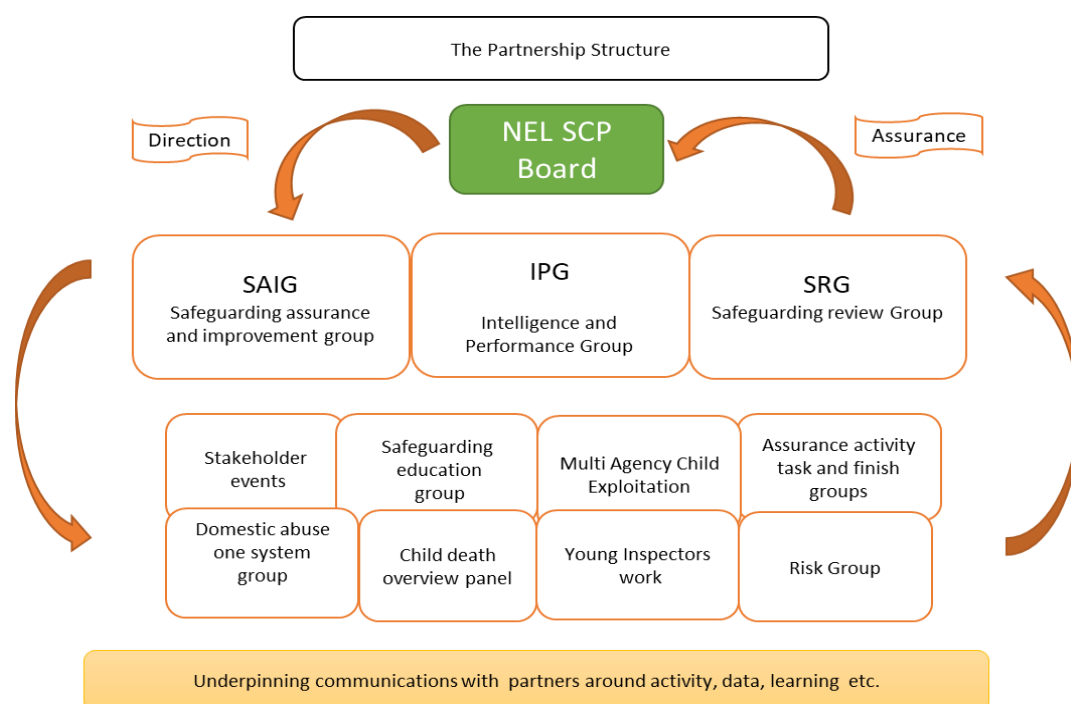 The Partnership Structure
Direction
NEL SCP
Board
Assurance
SAIG
Safeguarding assurance
and improvement group
IPG
Intelligence and
Performance Group
SRG
Safeguarding review Group
Stakeholder
events
Safeguarding
education
group
Multi Agency Child
Exploitation
Assurance activity
task and finish
groups
Domestic abuse
one system
group
Child death
overview panel
Young Inspectors
work
Risk Group
Underpinning communications with partners around activity, data, learning etc.